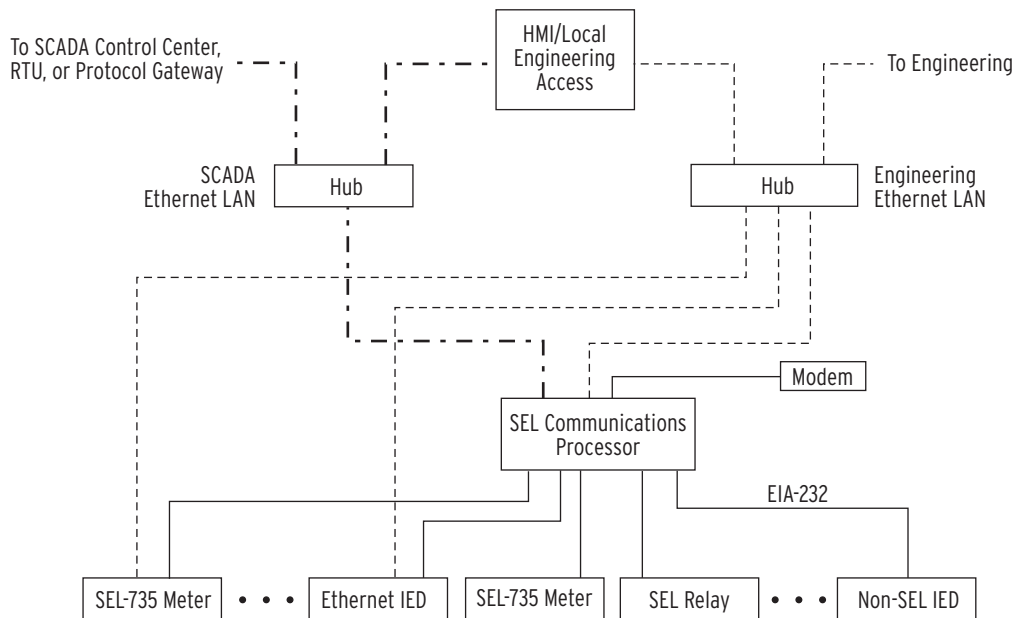 To SCADA Control Center,
RTU, or Protocol Gateway
HMI/Local
Engineering
Access
To Engineering
SCADA
Ethernet LAN
Hub
Hub
Engineering
Ethernet LAN
Modem
SEL Communications
Processor
EIA-232
SEL-735 Meter
Ethernet IED
SEL-735 Meter
SEL Relay
Non-SEL IED